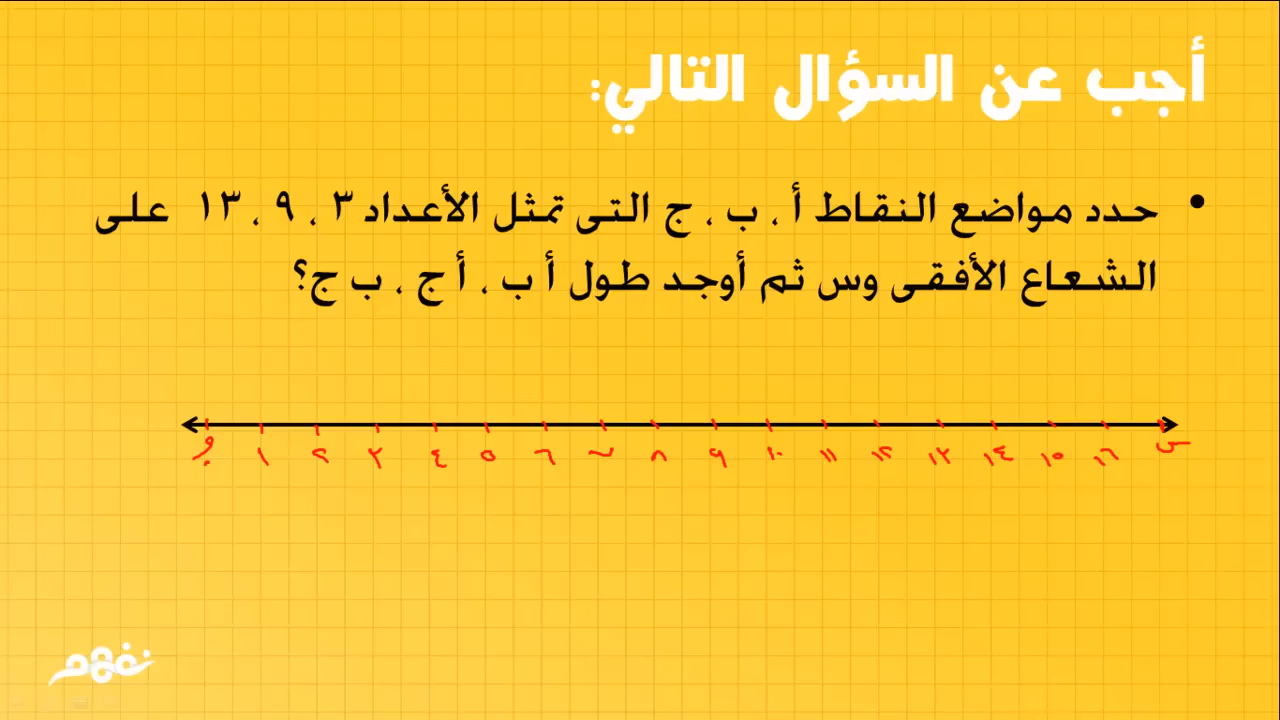 أجب عن السؤال التالي:
• حدد مواضع النقاط أ ، ب ، ج التى تمثل الأعداد ٣ ، ٩ ، ١٣ على
الشعاع الأفقى وس ثم أوجد طول أ ب ، أ ج ، ب ج؟
و ١ ٢ ٣ ٤ ٥ ٦ ٧ ٨ ٩ ١٠ ١١ ١٢ ١٣ ١٤ ١٥ ١٦ س
نفهم